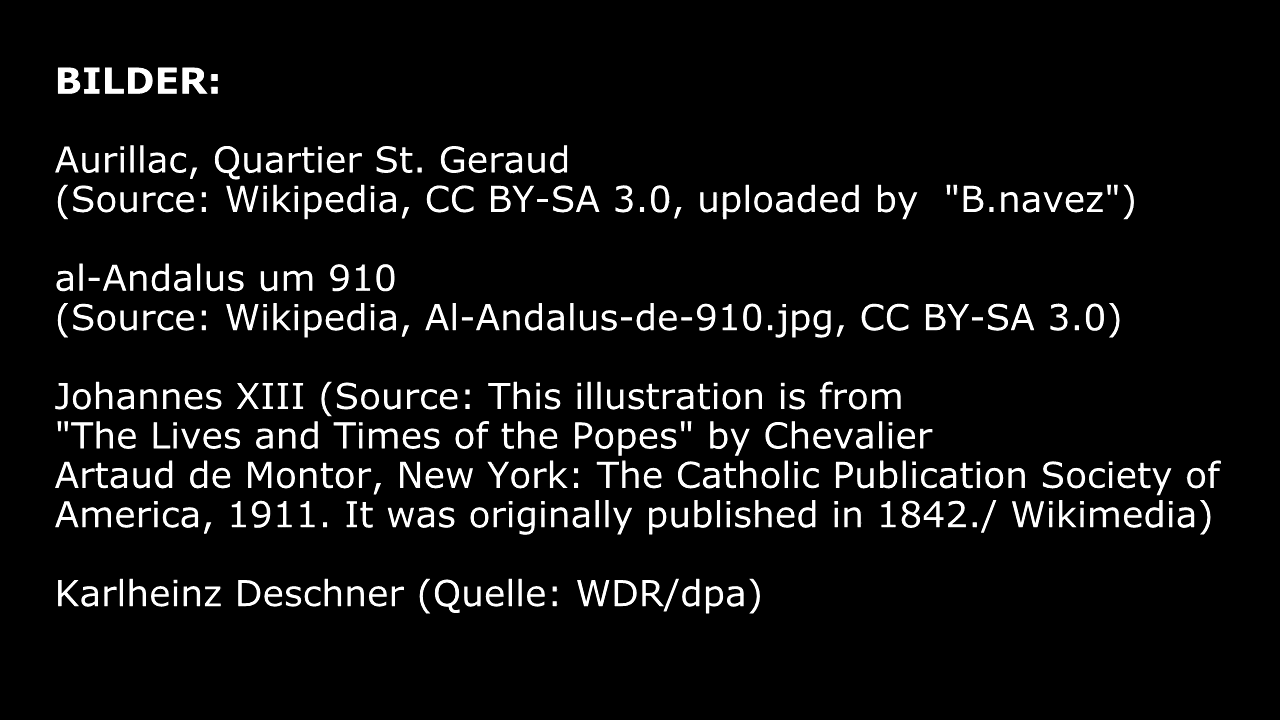 BILDER:
Aurillac, Quartier St. Geraud
(Source: Wikipedia, CC BY-SA 3.0, uploaded by  "B.navez")
al-Andalus um 910
(Source: Wikipedia, Al-Andalus-de-910.jpg, CC BY-SA 3.0)
Johannes XIII (Source: This illustration is from
"The Lives and Times of the Popes" by Chevalier
Artaud de Montor, New York: The Catholic Publication Society of
America, 1911. It was originally published in 1842./ Wikimedia)
Karlheinz Deschner (Quelle: WDR/dpa)